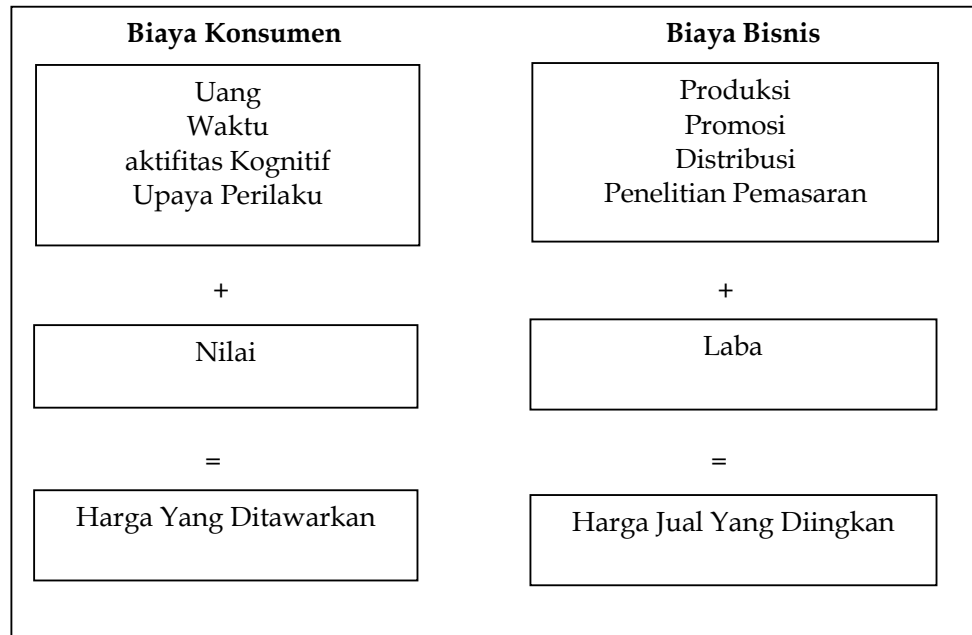 Biaya Konsumen
Uang
Waktu
aktifitas Kognitif
Upaya Perilaku
+
Nilai
=
Harga Yang Ditawarkan
Biaya Bisnis
Produksi
Promosi
Distribusi
Penelitian Pemasaran
+
Laba
=
Harga Jual Yang Diingkan